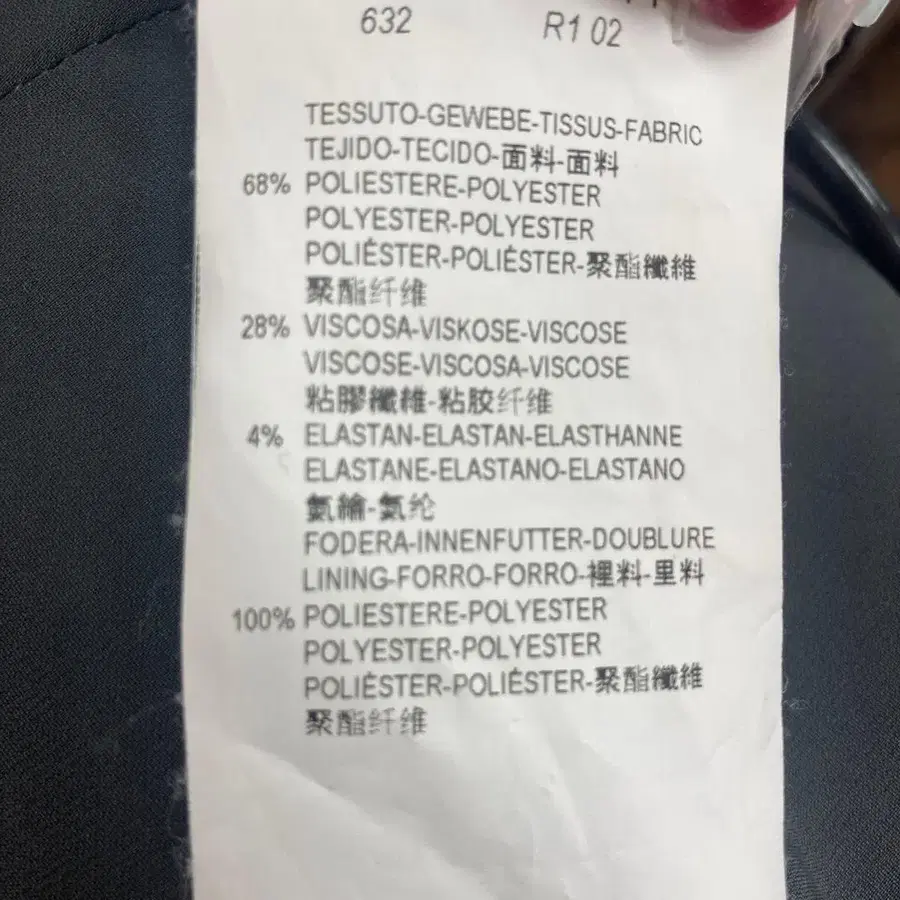 632 R1 02
TESSUTO-GEWEBE-TISSUS-FABRIC
TEJIDO-TECIDO-面料-面料
68% POLIESTERE-POLYESTER
POLYESTER-POLYESTER
POLIÉSTER-POLIÉSTER-聚酯纖維
聚酯纤维
28% VISCOSA-VISKOSE-VISCOSE
VISCOSE-VISCOSA-VISCOSE
粘膠纖維-粘胶纤维
4% ELASTAN-ELASTAN-ELASTHANNE
ELASTANE-ELASTANO-ELASTANO
氨綸-氨纶
FODERA-INNENFUTTER-DOUBLURE
LINING-FORRO-FORRO-裡料-里料
100% POLIESTERE-POLYESTER
POLYESTER-POLYESTER
POLIÉSTER-POLIÉSTER-聚酯纖維
聚酯纤维